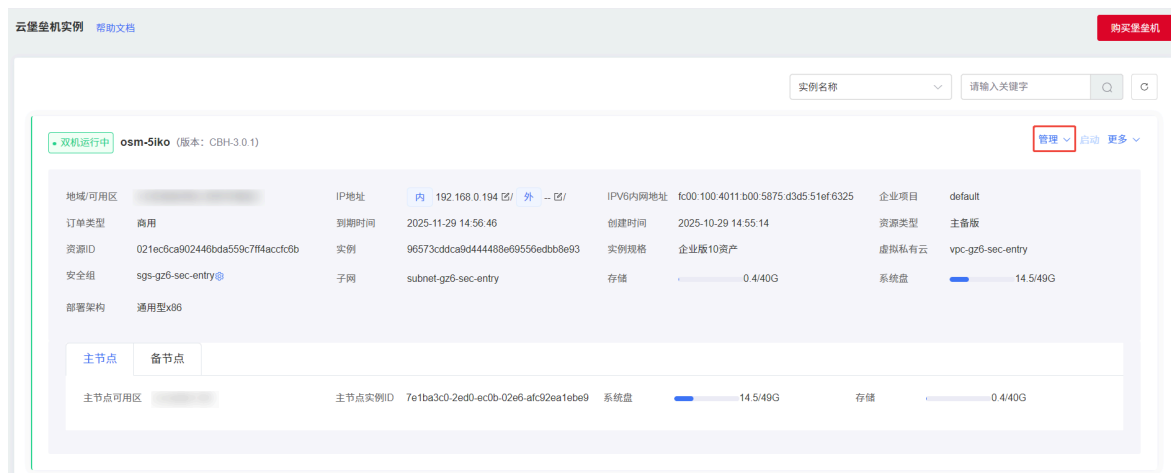 云堡垒机实例 帮助文档 购买堡垒机
实例名称 请输入关键字
双机运行中 osm-5iko (版本: CBH-3.0.1) 管理 启动 更多
地域/可用区 IP地址 内 192.168.0.194 / 外 -- / IPV6内网地址 fc00:100:4011:b00:5875:d3d5:51ef:6325 企业项目 default
订单类型 商用 到期时间 2025-11-29 14:56:46 创建时间 2025-10-29 14:55:14 资源类型 主备版
资源ID 021ec6ca902446bda559c7ff4accfc6b 实例 96573cddca9d444488e69556edbb8e93 实例规格 企业版10资产 虚拟私有云 vpc-gz6-sec-entry
安全组 sgs-gz6-sec-entry 子网 subnet-gz6-sec-entry 存储 0.4/40G 系统盘 14.5/49G
部署架构 通用型x86
主节点 备节点
主节点可用区 主节点实例ID 7e1ba3c0-2ed0-ec0b-02e6-afc92ea1ebe9 系统盘 14.5/49G 存储 0.4/40G